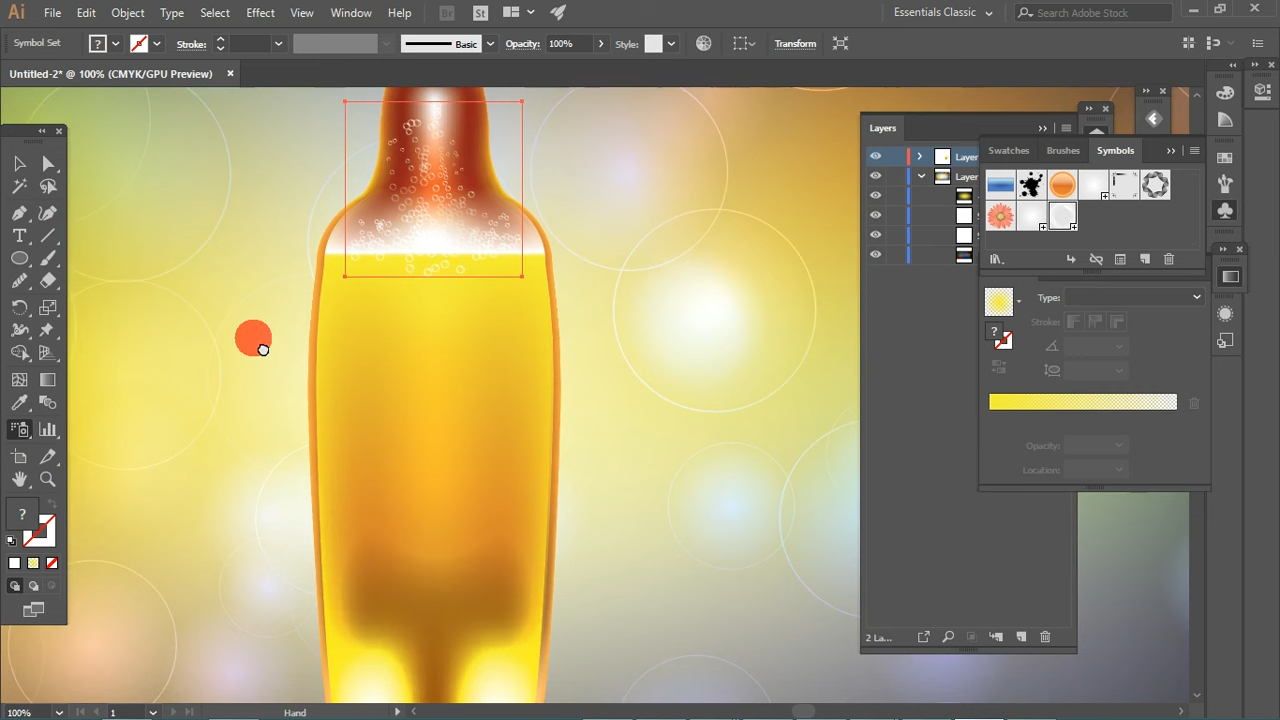 Ai File Edit Object Type Select Effect View Window Help Br St Essentials Classic Search Adobe Stock
Symbol Set ? Stroke: Basic Opacity: 100% Style: Transform
Untitled-2* @ 100% (CMYK/GPU Preview)
Layers
Layer
Layer
Swatches Brushes Symbols
Type:
Stroke:
?
Opacity:
Location:
?
2 La...
100% 1 Hand